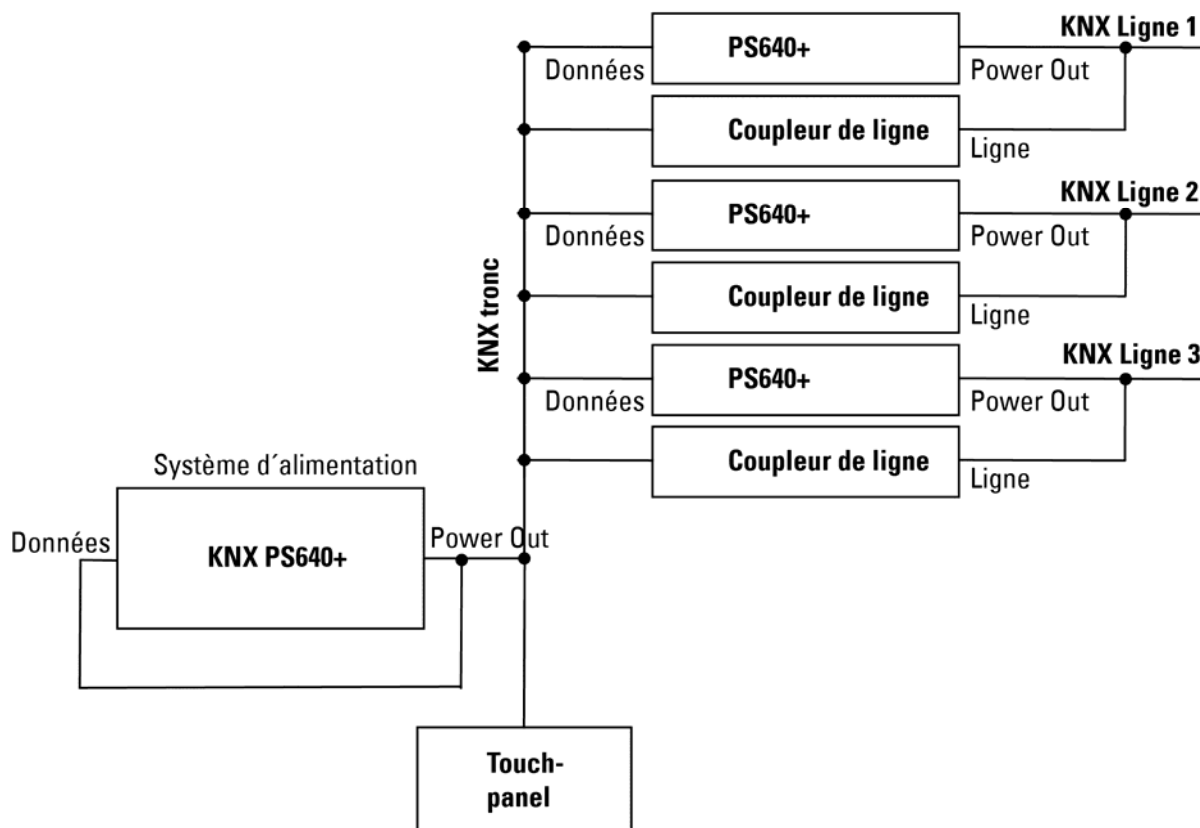 KNX Ligne 1
PS640+
Données
Power Out
Coupleur de ligne
Ligne
KNX Ligne 2
PS640+
Données
Power Out
Coupleur de ligne
Ligne
KNX tronc
KNX Ligne 3
PS640+
Données
Power Out
Coupleur de ligne
Ligne
Système d´alimentation
Données
Power Out
KNX PS640+
Touch-
panel